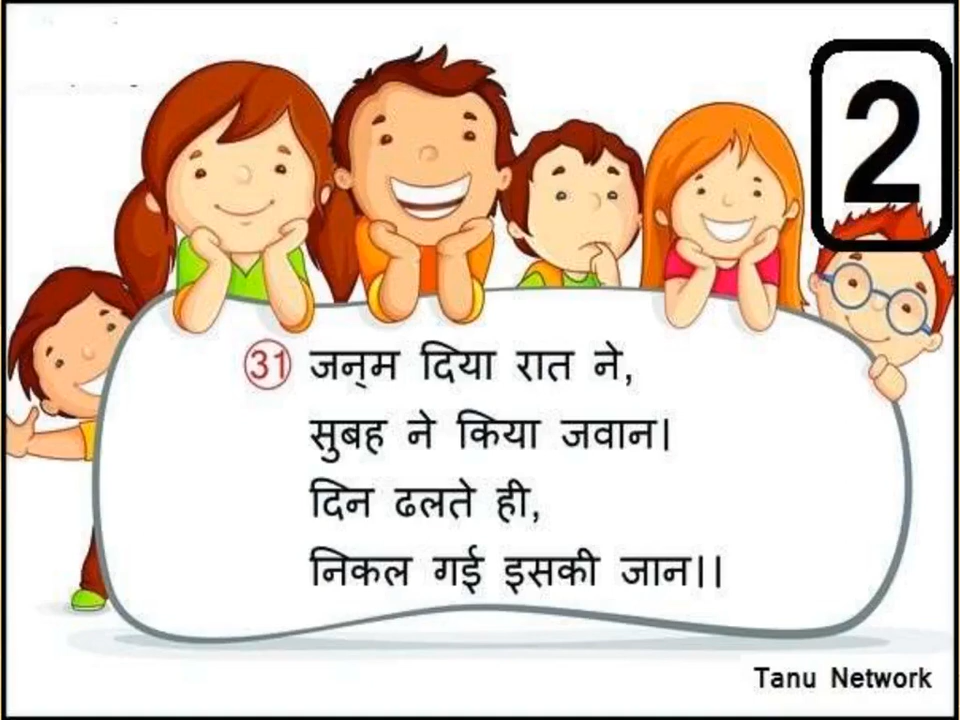 2
31 जन्‌म दिया रात ने,
सुबह ने किया जवान।
दिन ढलते ही,
निकल गई इसकी जान।।
Tanu Network